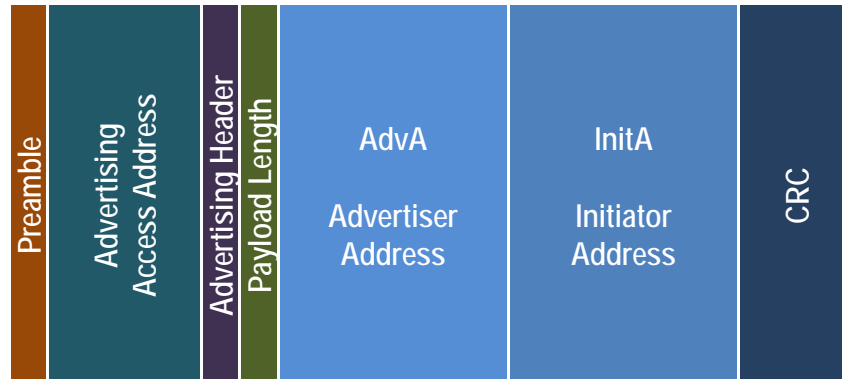 Preamble
Advertising
Access Address
Advertising Header
Payload Length
AdvA
Advertiser
Address
InitA
Initiator
Address
CRC